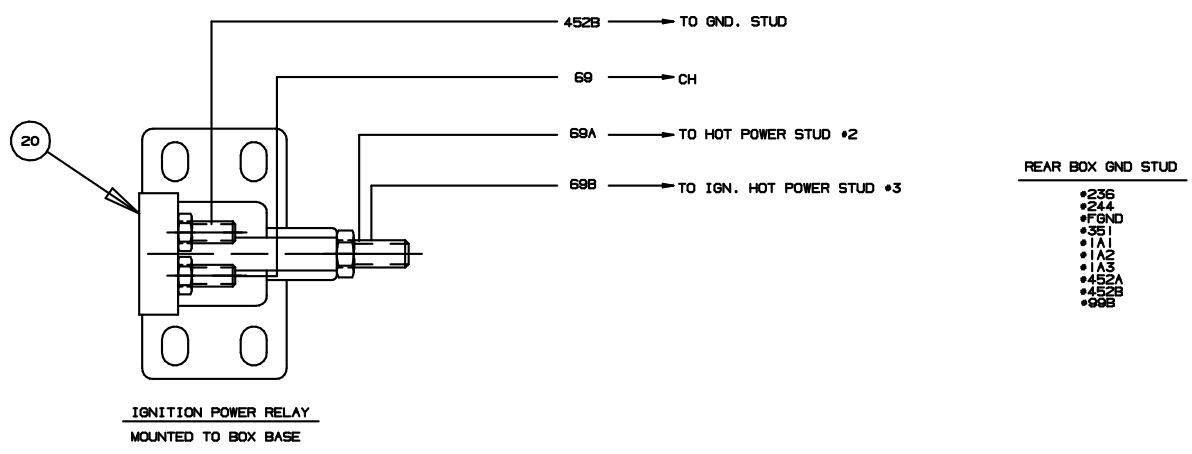 452B TO GND. STUD
69 CH
69A TO HOT POWER STUD #2
69B TO IGN. HOT POWER STUD #3
20
IGNITION POWER RELAY
MOUNTED TO BOX BASE
REAR BOX GND STUD
#236
#244
#FGND
#351
#1A1
#1A2
#1A3
#452A
#452B
#99B